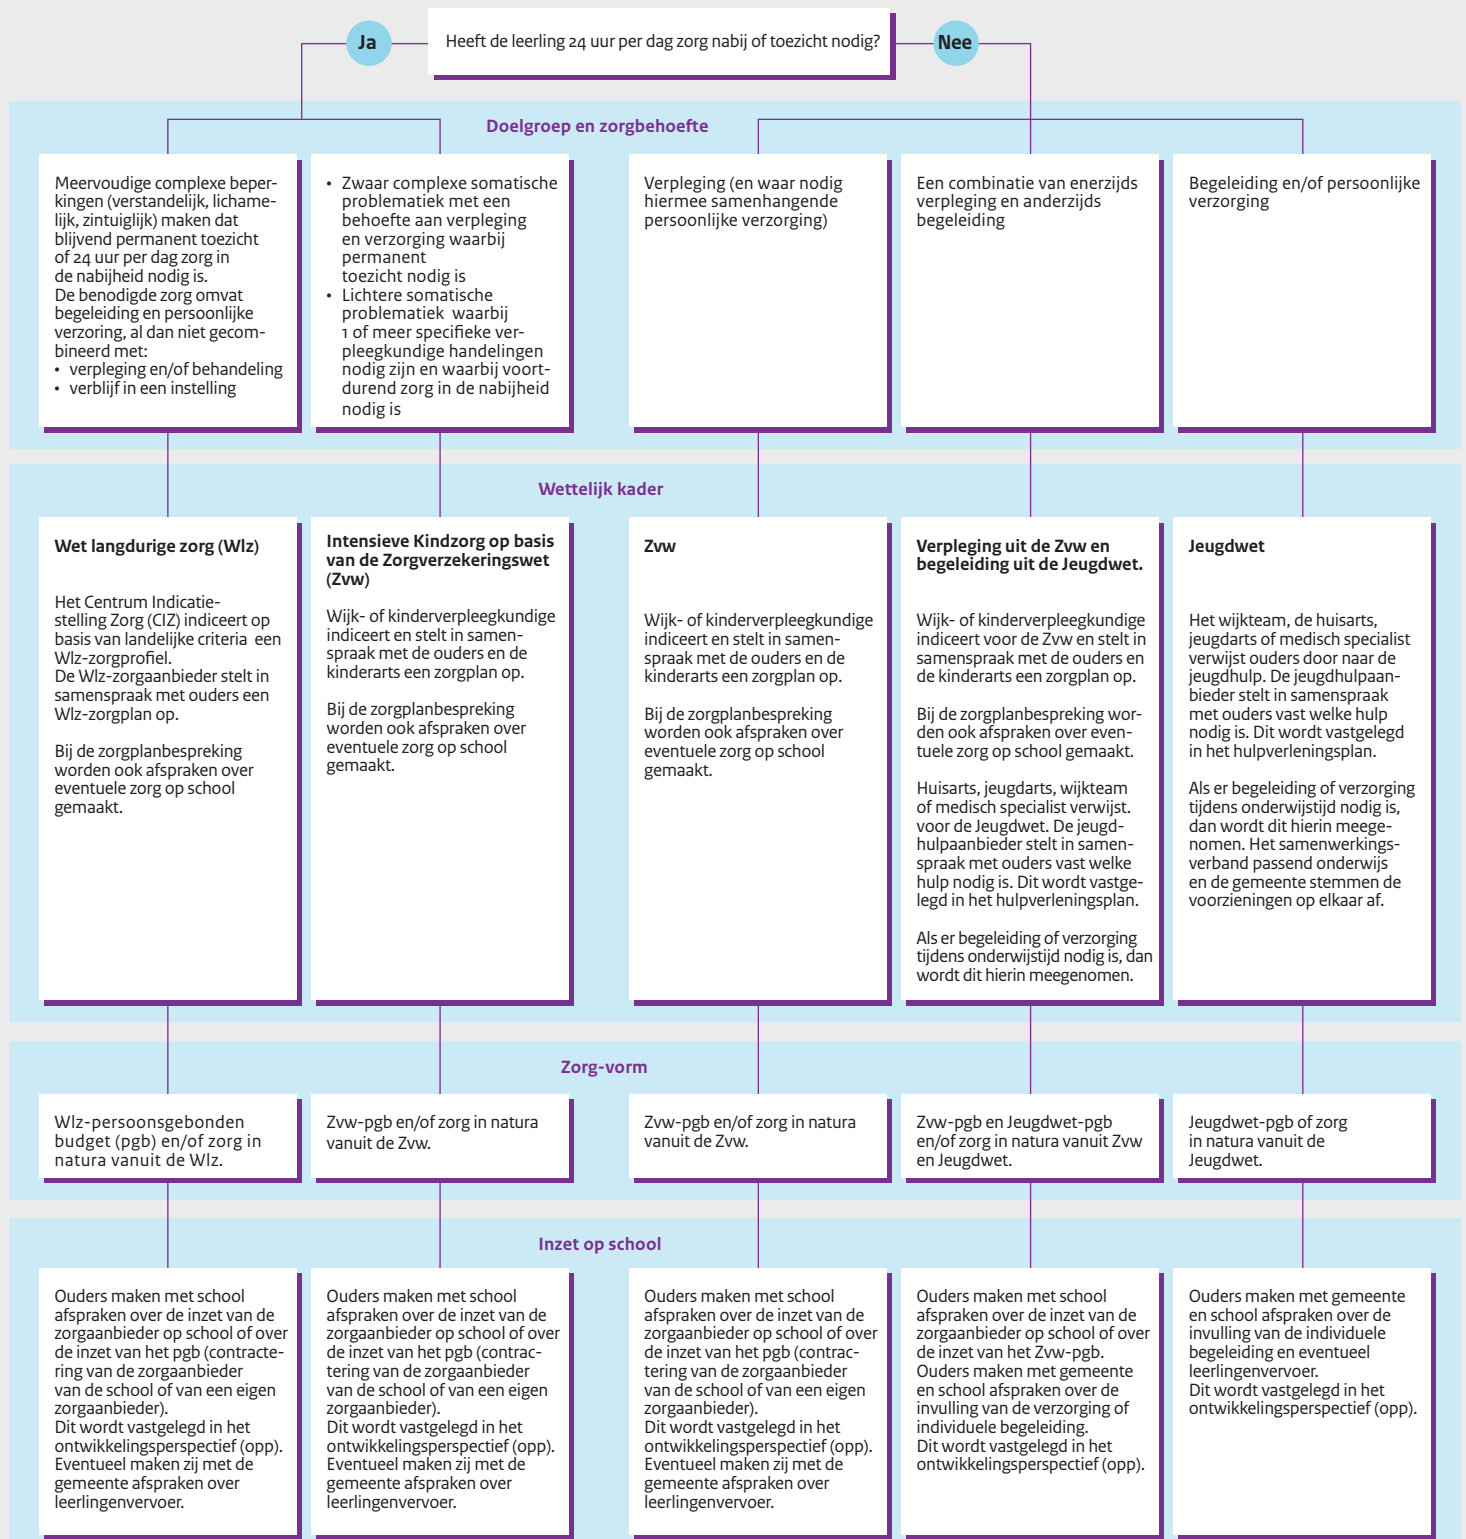 Ja
Heeft de leerling 24 uur per dag zorg nabij of toezicht nodig?
Nee
Doelgroep en zorgbehoefte
Meervoudige complexe beper-
kingen (verstandelijk, lichame-
lijk, zintuiglijk) maken dat
blijvend permanent toezicht
of 24 uur per dag zorg in
de nabijheid nodig is.
De benodigde zorg omvat
begeleiding en persoonlijke
verzoring, al dan niet gecom-
bineerd met:
• verpleging en/of behandeling
• verblijf in een instelling
• Zwaar complexe somatische
problematiek met een
behoefte aan verpleging
en verzorging waarbij
permanent
toezicht nodig is
• Lichtere somatische
problematiek waarbij
1 of meer specifieke ver-
pleegkundige handelingen
nodig zijn en waarbij voort-
durend zorg in de nabijheid
nodig is
Verpleging (en waar nodig
hiermee samenhangende
persoonlijke verzorging)
Een combinatie van enerzijds
verpleging en anderzijds
begeleiding
Begeleiding en/of persoonlijke
verzorging
Wettelijk kader
Wet langdurige zorg (Wlz)
Het Centrum Indicatie-
stelling Zorg (CIZ) indiceert op
basis van landelijke criteria een
Wlz-zorgprofiel.
De Wlz-zorgaanbieder stelt in
samenspraak met ouders een
Wlz-zorgplan op.
Bij de zorgplanbespreking
worden ook afspraken over
eventuele zorg op school
gemaakt.
Intensieve Kindzorg op basis
van de Zorgverzekeringswet
(Zvw)
Wijk- of kinderverpleegkundige
indiceert en stelt in samen-
spraak met de ouders en de
kinderarts een zorgplan op.
Bij de zorgplanbespreking
worden ook afspraken over
eventuele zorg op school
gemaakt.
Zvw
Wijk- of kinderverpleegkundige
indiceert en stelt in samen-
spraak met de ouders en de
kinderarts een zorgplan op.
Bij de zorgplanbespreking
worden ook afspraken over
eventuele zorg op school
gemaakt.
Verpleging uit de Zvw en
begeleiding uit de Jeugdwet.
Wijk- of kinderverpleegkundige
indiceert voor de Zvw en stelt in
samenspraak met de ouders en
de kinderarts een zorgplan op.
Bij de zorgplanbespreking wor-
den ook afspraken over even-
tuele zorg op school gemaakt.
Huisarts, jeugdarts, wijkteam
of medisch specialist verwijst.
voor de Jeugdwet. De jeugd-
hulpaanbieder stelt in samen-
spraak met ouders vast welke
hulp nodig is. Dit wordt vastge-
legd in het hulpverleningsplan.
Als er begeleiding of verzorging
tijdens onderwijstijd nodig is, dan
wordt dit hierin meegenomen.
Jeugdwet
Het wijkteam, de huisarts,
jeugdarts of medisch specialist
verwijst ouders door naar de
jeugdhulp. De jeugdhulpaan-
bieder stelt in samenspraak
met ouders vast welke hulp
nodig is. Dit wordt vastgelegd
in het hulpverleningsplan.
Als er begeleiding of verzorging
tijdens onderwijstijd nodig is,
dan wordt dit hierin meege-
nomen. Het samenwerkings-
verband passend onderwijs
en de gemeente stemmen de
voorzieningen op elkaar af.
Zorg-vorm
Wlz-persoonsgebonden
budget (pgb) en/of zorg in
natura vanuit de Wlz.
Zvw-pgb en/of zorg in natura
vanuit de Zvw.
Zvw-pgb en/of zorg in natura
vanuit de Zvw.
Zvw-pgb en Jeugdwet-pgb
en/of zorg in natura vanuit Zvw
en Jeugdwet.
Jeugdwet-pgb of zorg
in natura vanuit de
Jeugdwet.
Inzet op school
Ouders maken met school
afspraken over de inzet van de
zorgaanbieder op school of over
de inzet van het pgb (contracte-
ring van de zorgaanbieder
van de school of van een eigen
zorgaanbieder).
Dit wordt vastgelegd in het
ontwikkelingsperspectief (opp).
Eventueel maken zij met de
gemeente afspraken over
leerlingenvervoer.
Ouders maken met school
afspraken over de inzet van de
zorgaanbieder op school of over
de inzet van het pgb (contrac-
tering van de zorgaanbieder
van de school of van een eigen
zorgaanbieder).
Dit wordt vastgelegd in het
ontwikkelingsperspectief (opp).
Eventueel maken zij met de
gemeente afspraken over
leerlingenvervoer.
Ouders maken met school
afspraken over de inzet van de
zorgaanbieder op school of over
de inzet van het pgb (contrac-
tering van de zorgaanbieder
van de school of van een eigen
zorgaanbieder).
Dit wordt vastgelegd in het
ontwikkelingsperspectief (opp).
Eventueel maken zij met de
gemeente afspraken over
leerlingenvervoer.
Ouders maken met school
afspraken over de inzet van de
zorgaanbieder op school of over
de inzet van het Zvw-pgb.
Ouders maken met gemeente
en school afspraken over de
invulling van de verzorging of
individuele begeleiding.
Dit wordt vastgelegd in het
ontwikkelingsperspectief (opp).
Ouders maken met gemeente
en school afspraken over de
invulling van de individuele
begeleiding en eventueel
leerlingenvervoer.
Dit wordt vastgelegd in het
ontwikkelingsperspectief (opp).